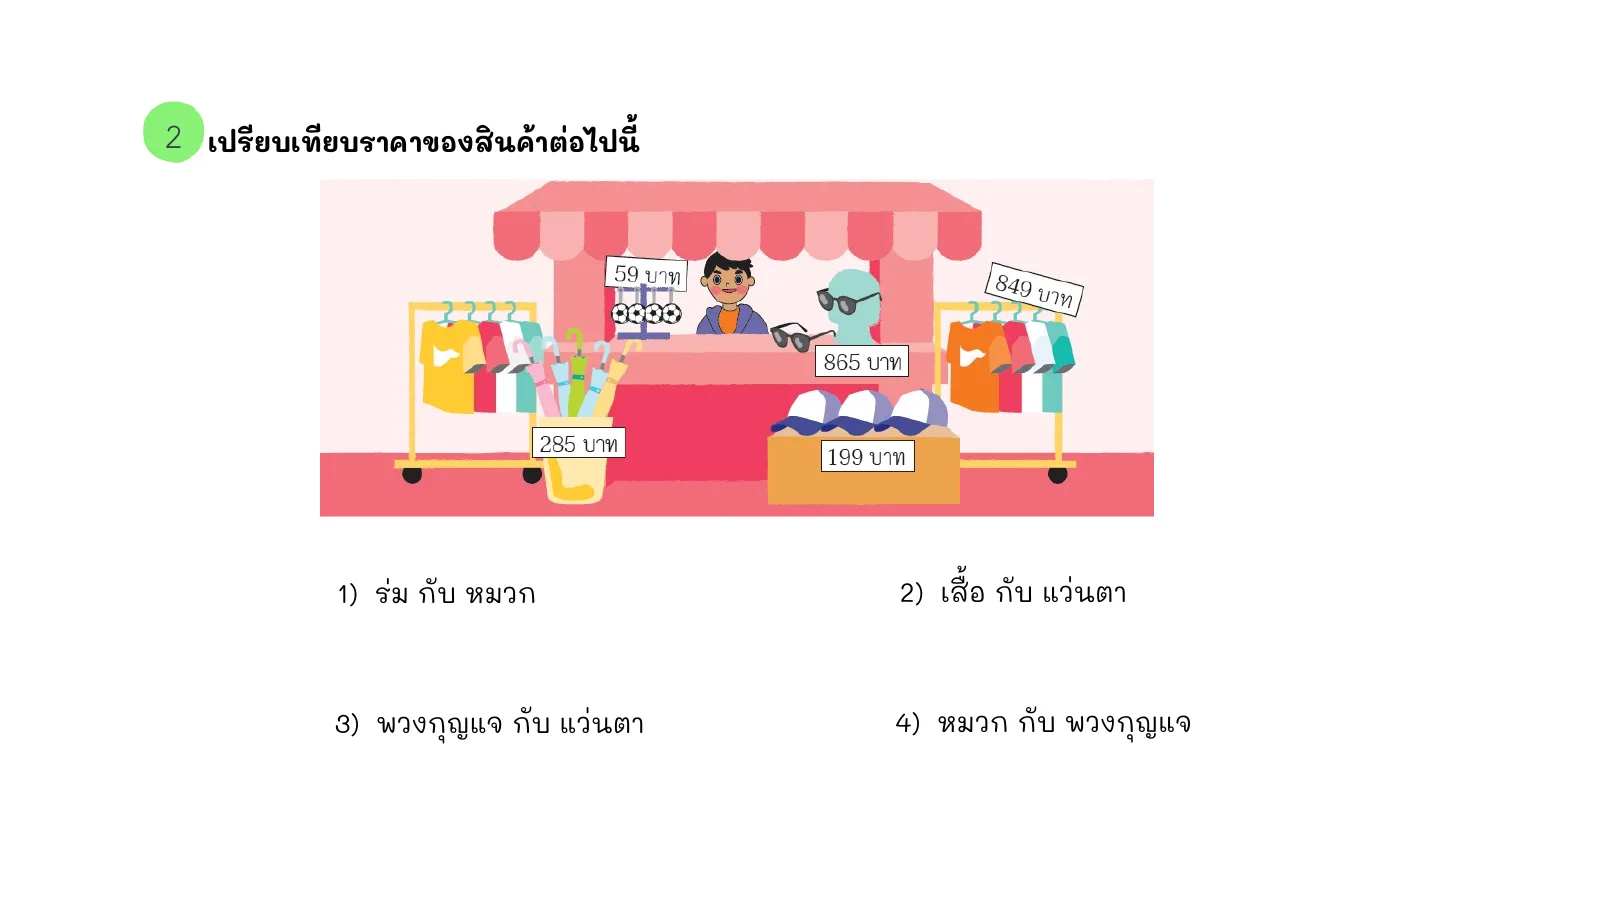 2 เปรียบเทียบราคาของสินค้าต่อไปนี้
59 บาท
849 บาท
865 บาท
285 บาท
199 บาท
1) ร่ม กับ หมวก
2) เสื้อ กับ แว่นตา
3) พวงกุญแจ กับ แว่นตา
4) หมวก กับ พวงกุญแจ